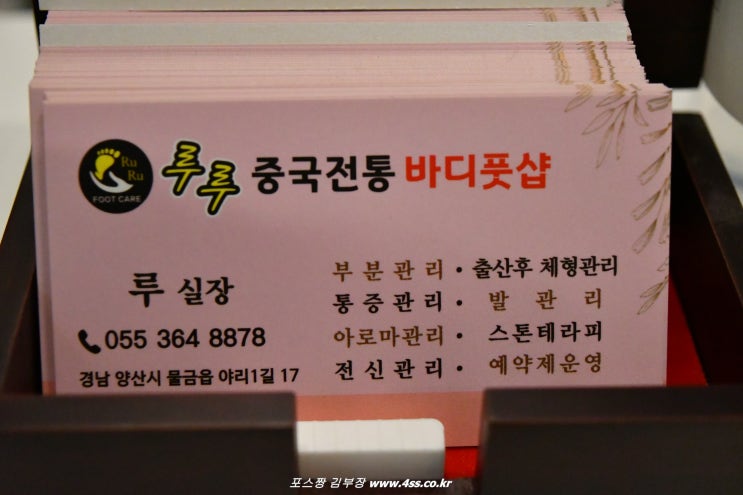 Ru
Ru
FOOT CARE
루루 중국전통 바디풋샵
루 실장
055 364 8878
경남 양산시 물금읍 야리1길 17
부분관리 • 출산후 체형관리
통증관리 • 발 관 리
아로마관리 • 스톤테라피
전신관리 • 예약제운영
포스짱 김부장 www.4ss.co.kr